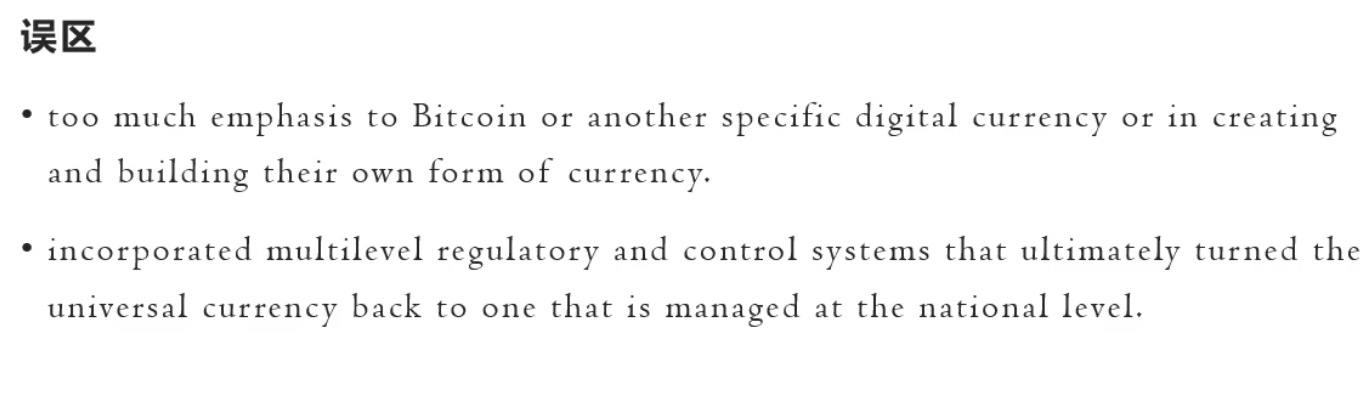 误区
• too much emphasis to Bitcoin or another specific digital currency or in creating
and building their own form of currency.
• incorporated multilevel regulatory and control systems that ultimately turned the
universal currency back to one that is managed at the national level.